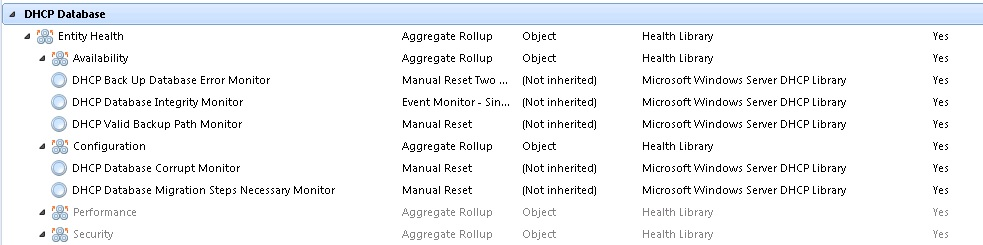 DHCP Database
Entity Health Aggregate Rollup Object Health Library Yes
Availability Aggregate Rollup Object Health Library Yes
DHCP Back Up Database Error Monitor Manual Reset Two ... (Not inherited) Microsoft Windows Server DHCP Library Yes
DHCP Database Integrity Monitor Event Monitor - Sin... (Not inherited) Microsoft Windows Server DHCP Library Yes
DHCP Valid Backup Path Monitor Manual Reset (Not inherited) Microsoft Windows Server DHCP Library Yes
Configuration Aggregate Rollup Object Health Library Yes
DHCP Database Corrupt Monitor Manual Reset (Not inherited) Microsoft Windows Server DHCP Library Yes
DHCP Database Migration Steps Necessary Monitor Manual Reset (Not inherited) Microsoft Windows Server DHCP Library Yes
Performance Aggregate Rollup Object Health Library Yes
Security Aggregate Rollup Object Health Library Yes